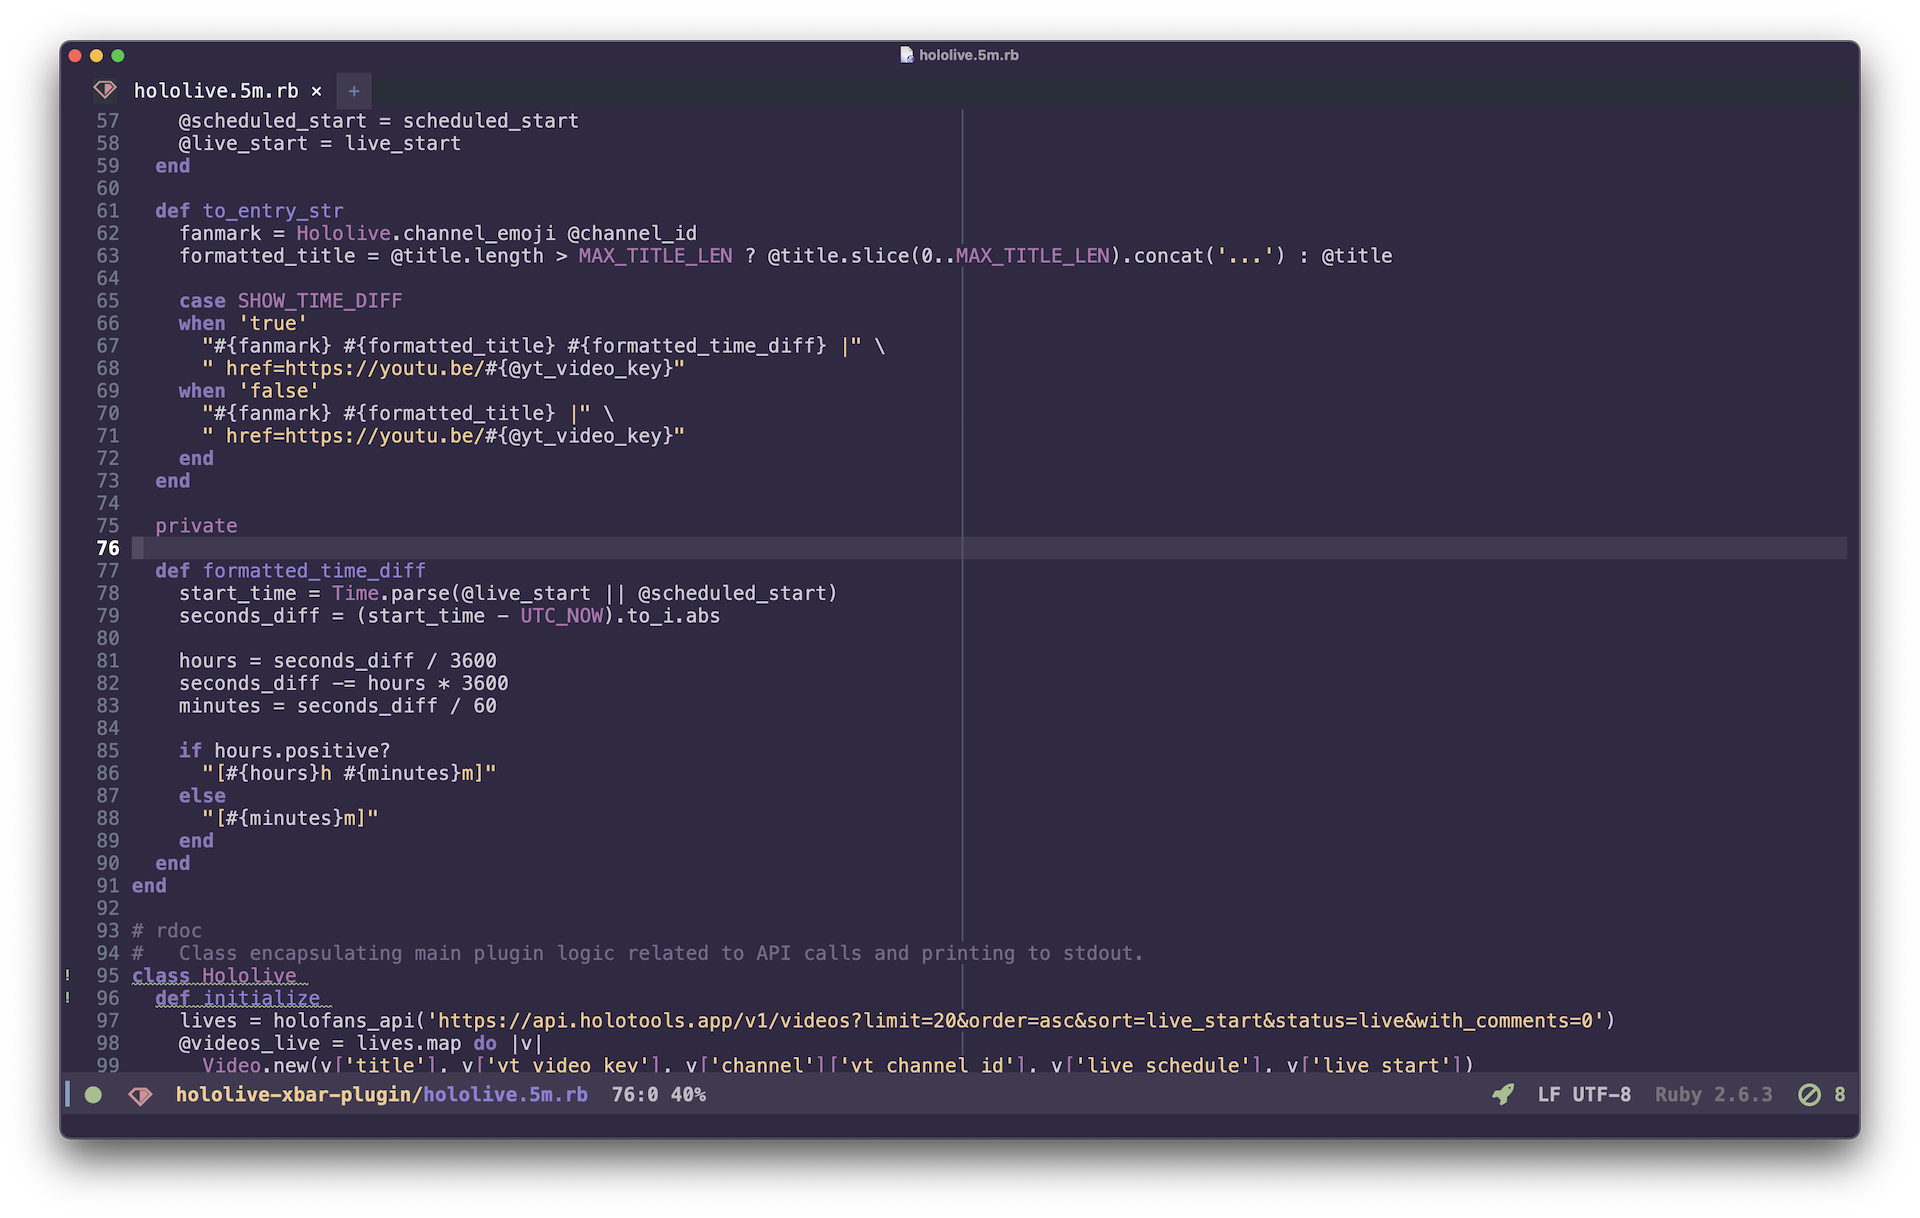 hololive.5m.rb
hololive.5m.rb × +
57     @scheduled_start = scheduled_start
58     @live_start = live_start
59   end
60
61   def to_entry_str
62     fanmark = Hololive.channel_emoji @channel_id
63     formatted_title = @title.length > MAX_TITLE_LEN ? @title.slice(0..MAX_TITLE_LEN).concat('...') : @title
64
65     case SHOW_TIME_DIFF
66     when 'true'
67       "#{fanmark} #{formatted_title} #{formatted_time_diff} |" \
68       " href=https://youtu.be/#{@yt_video_key}"
69     when 'false'
70       "#{fanmark} #{formatted_title} |" \
71       " href=https://youtu.be/#{@yt_video_key}"
72     end
73   end
74
75   private
76
77   def formatted_time_diff
78     start_time = Time.parse(@live_start || @scheduled_start)
79     seconds_diff = (start_time - UTC_NOW).to_i.abs
80
81     hours = seconds_diff / 3600
82     seconds_diff -= hours * 3600
83     minutes = seconds_diff / 60
84
85     if hours.positive?
86       "[#{hours}h #{minutes}m]"
87     else
88       "[#{minutes}m]"
89     end
90   end
91 end
92
93 # rdoc
94 #   Class encapsulating main plugin logic related to API calls and printing to stdout.
! 95 class Hololive
! 96   def initialize
97     lives = holofans_api('https://api.holotools.app/v1/videos?limit=20&order=asc&sort=live_start&status=live&with_comments=0')
98     @videos_live = lives.map do |v|
99       Video.new(v['title'], v['yt_video_key'], v['channel']['yt_channel_id'], v['live_schedule'], v['live_start'])
hololive-xbar-plugin/hololive.5m.rb 76:0 40% LF UTF-8 Ruby 2.6.3 8